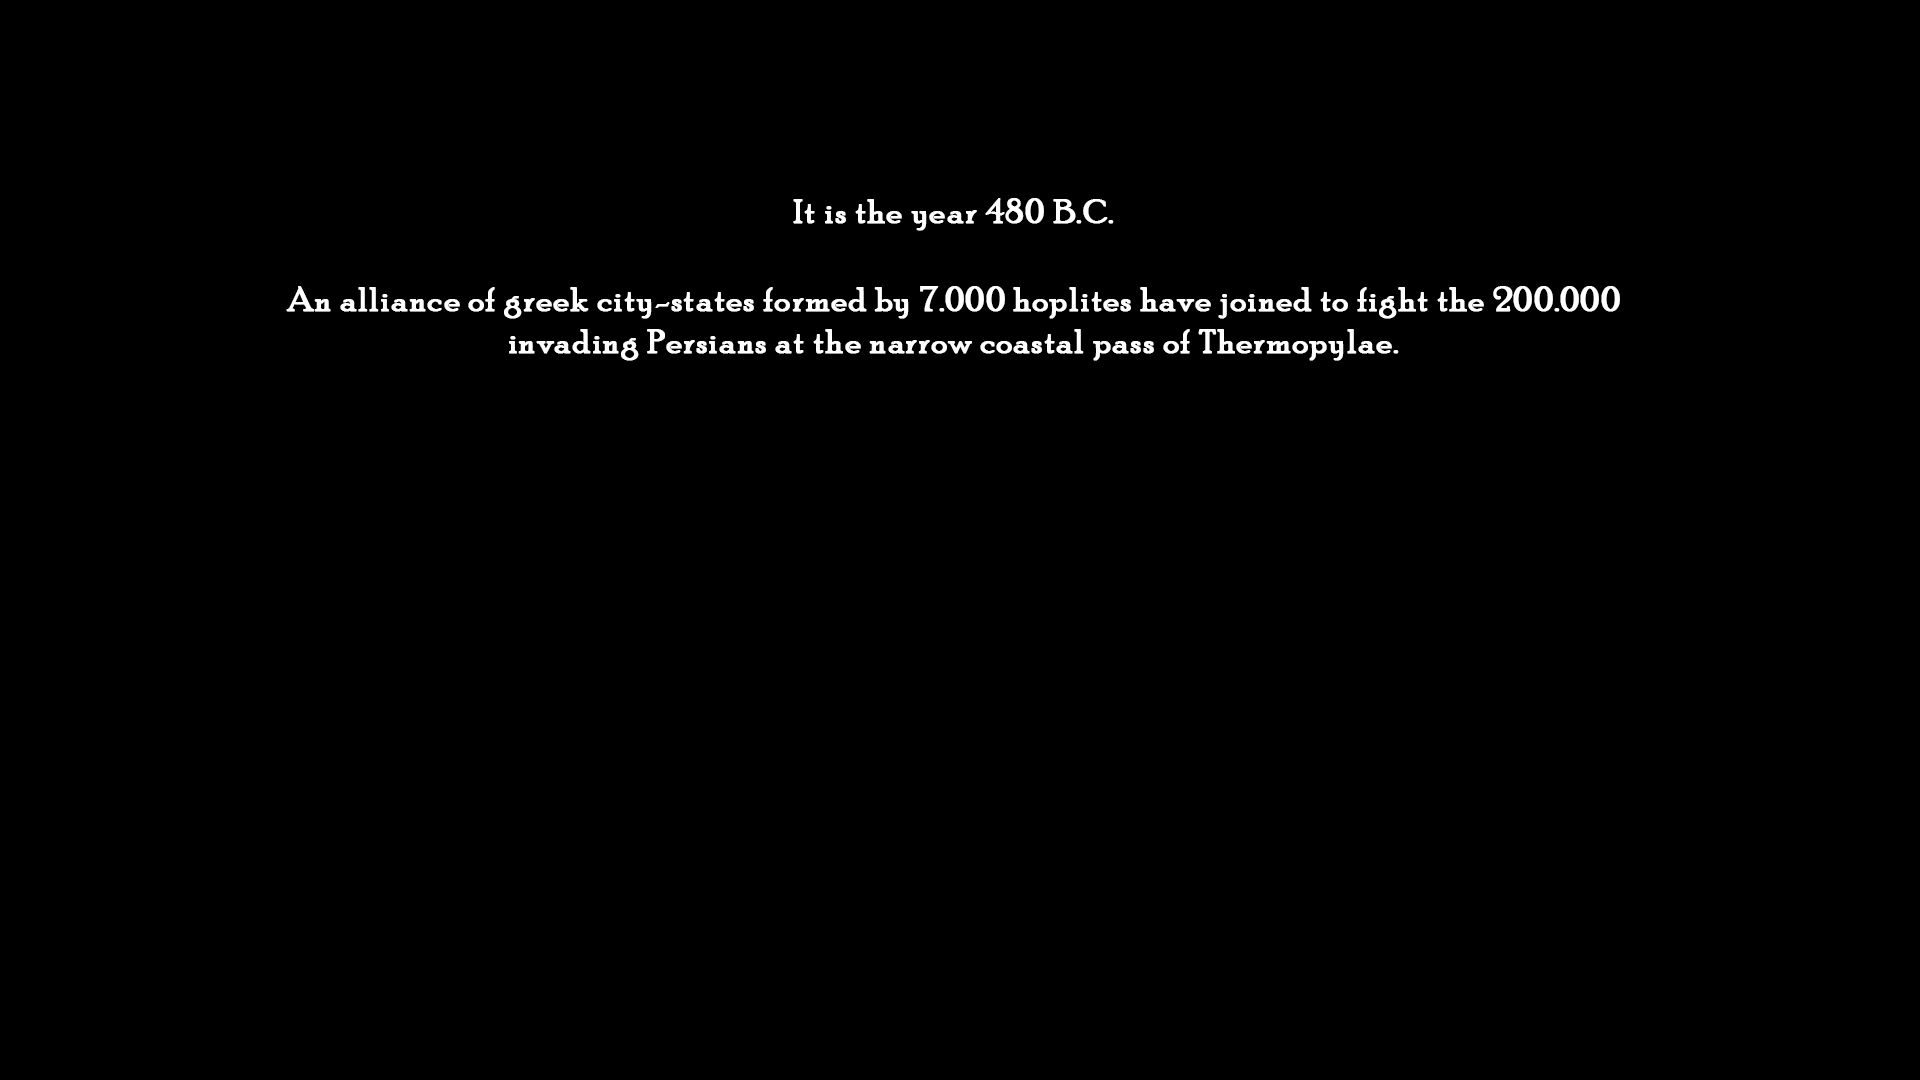 It is the year 480 B.C.
An alliance of greek city-states formed by 7.000 hoplites have joined to fight the 200.000
invading Persians at the narrow coastal pass of Thermopylae.